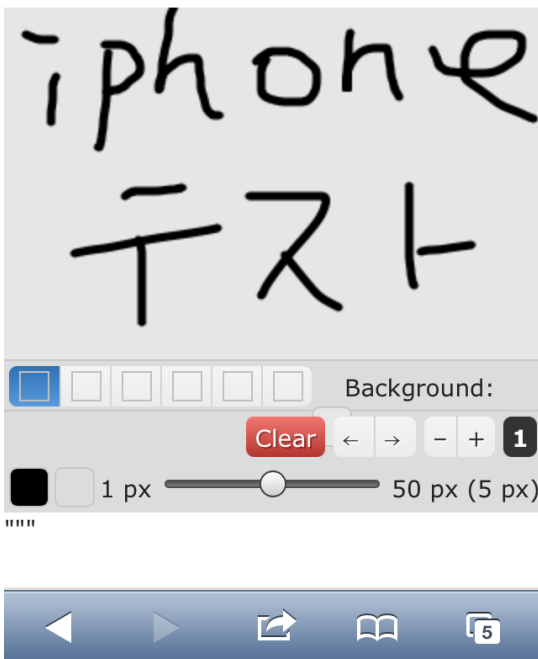 iphone
テスト
Background:
Clear ← → − + 1
1 px 50 px (5 px)
"""
5